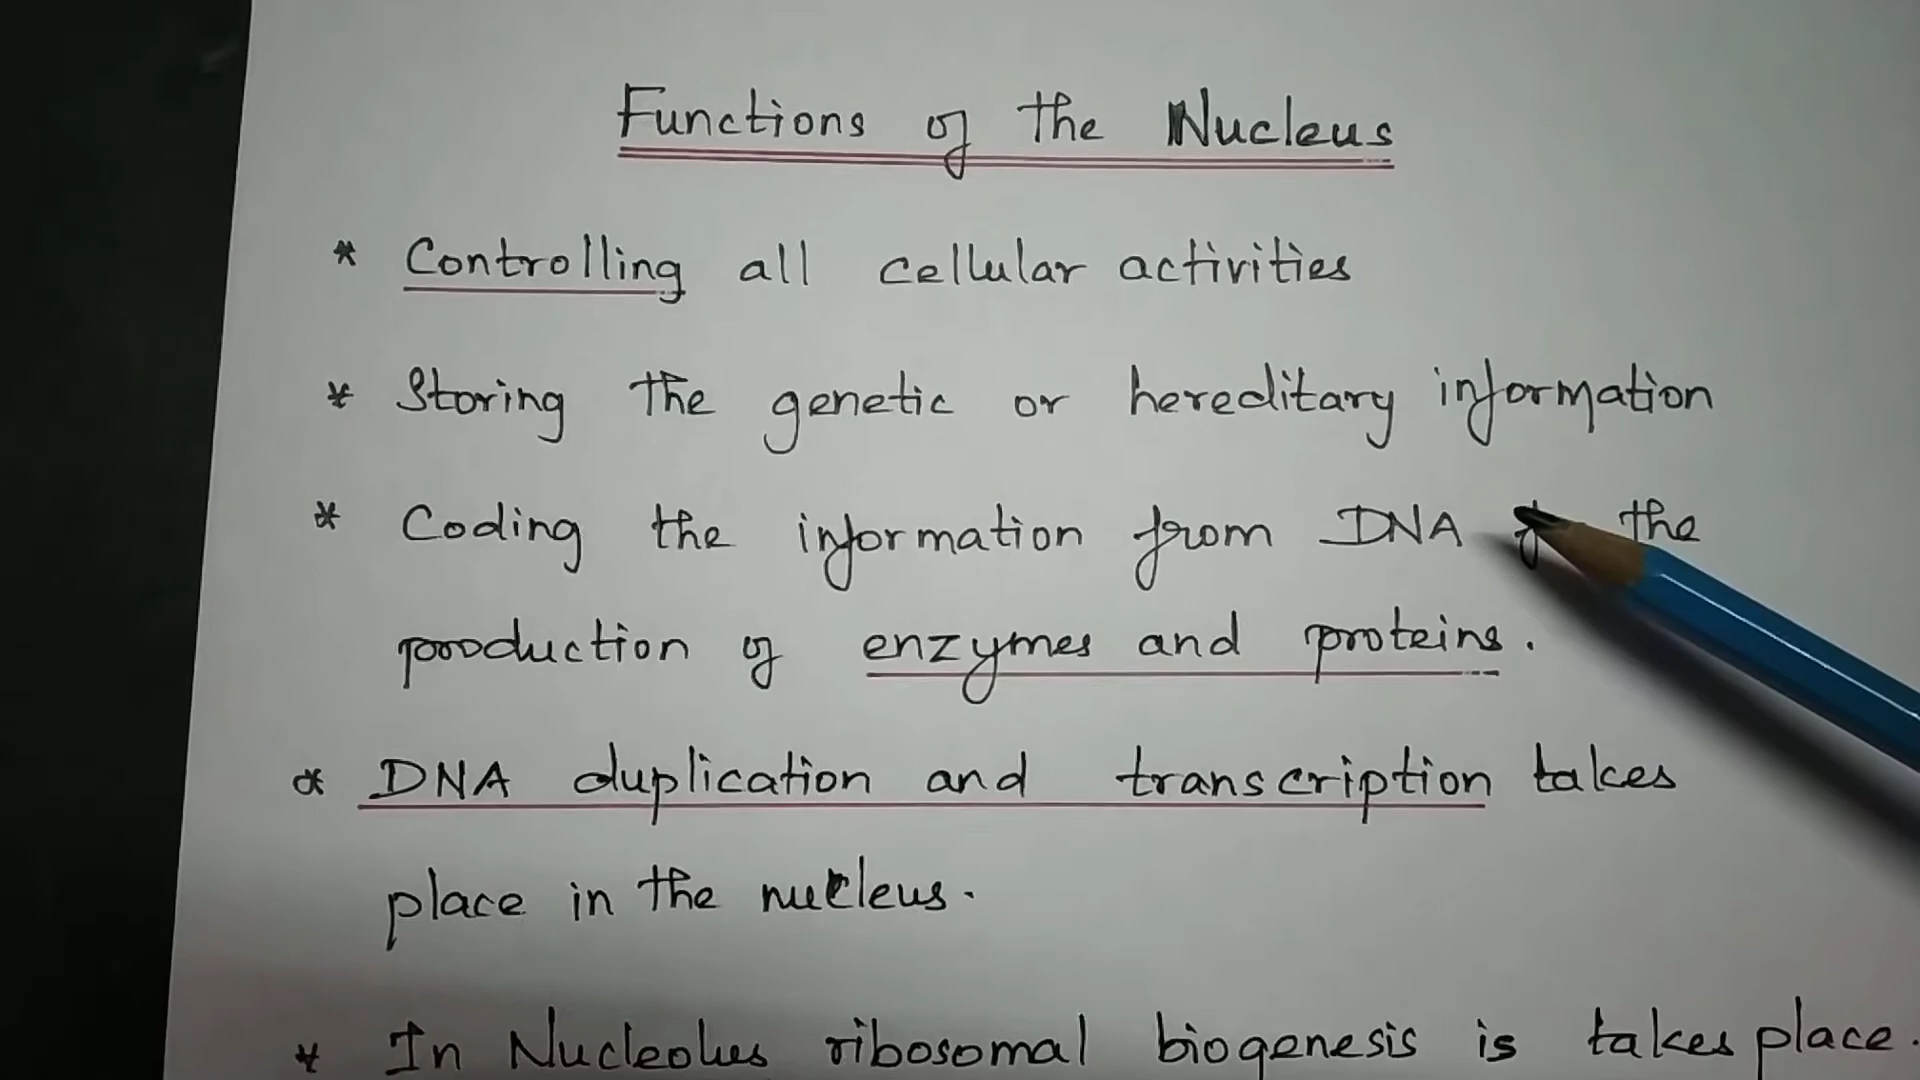 Functions of the Nucleus
* Controlling all cellular activities
* Storing the genetic or hereditary information
* Coding the information from DNA the
production of enzymes and proteins.
* DNA duplication and transcription takes
place in the nucleus.
* In Nucleolus ribosomal biogenesis is takes place.